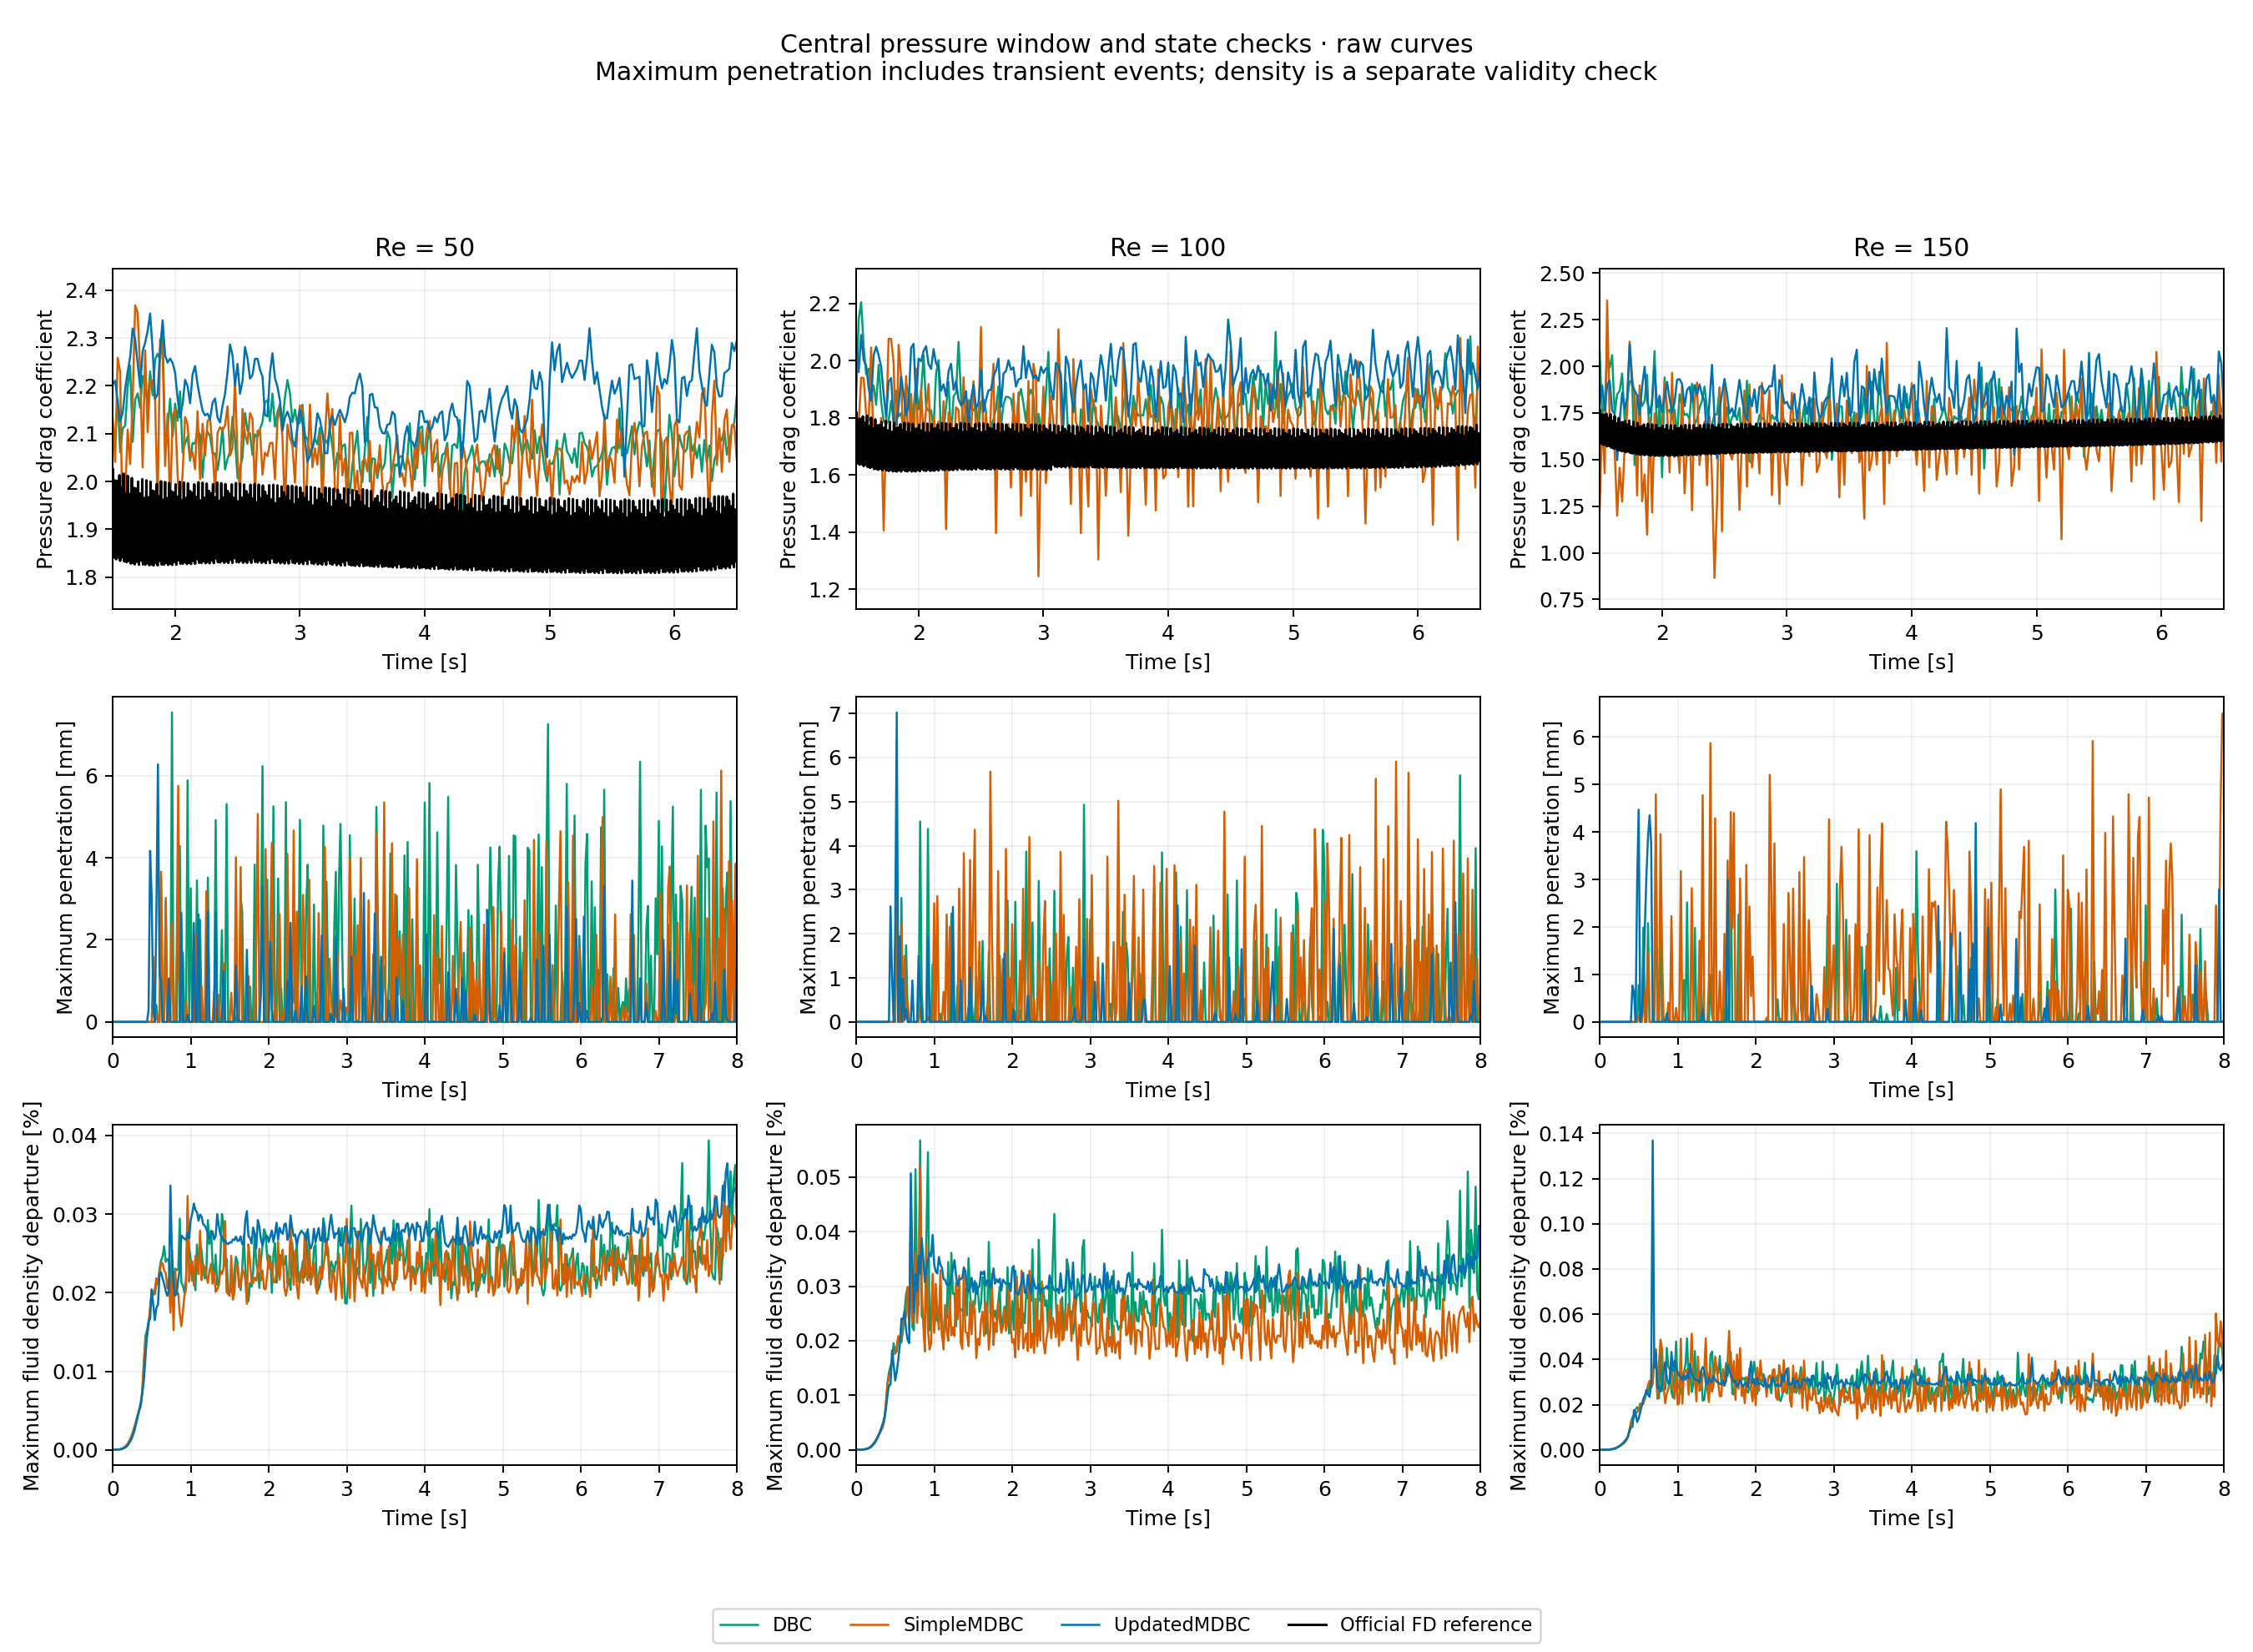 Central pressure window and state checks · raw curves
Maximum penetration includes transient events; density is a separate validity check
Re = 50
Pressure drag coefficient
2.4
2.3
2.2
2.1
2.0
1.9
1.8
2 3 4 5 6
Time [s]
Re = 100
Pressure drag coefficient
2.2
2.0
1.8
1.6
1.4
1.2
2 3 4 5 6
Time [s]
Re = 150
Pressure drag coefficient
2.50
2.25
2.00
1.75
1.50
1.25
1.00
0.75
2 3 4 5 6
Time [s]
Maximum penetration [mm]
6
4
2
0
0 1 2 3 4 5 6 7 8
Time [s]
Maximum penetration [mm]
7
6
5
4
3
2
1
0
0 1 2 3 4 5 6 7 8
Time [s]
Maximum penetration [mm]
6
5
4
3
2
1
0
0 1 2 3 4 5 6 7 8
Time [s]
Maximum fluid density departure [%]
0.04
0.03
0.02
0.01
0.00
0 1 2 3 4 5 6 7 8
Time [s]
Maximum fluid density departure [%]
0.05
0.04
0.03
0.02
0.01
0.00
0 1 2 3 4 5 6 7 8
Time [s]
Maximum fluid density departure [%]
0.14
0.12
0.10
0.08
0.06
0.04
0.02
0.00
0 1 2 3 4 5 6 7 8
Time [s]
DBC SimpleMDBC UpdatedMDBC Official FD reference